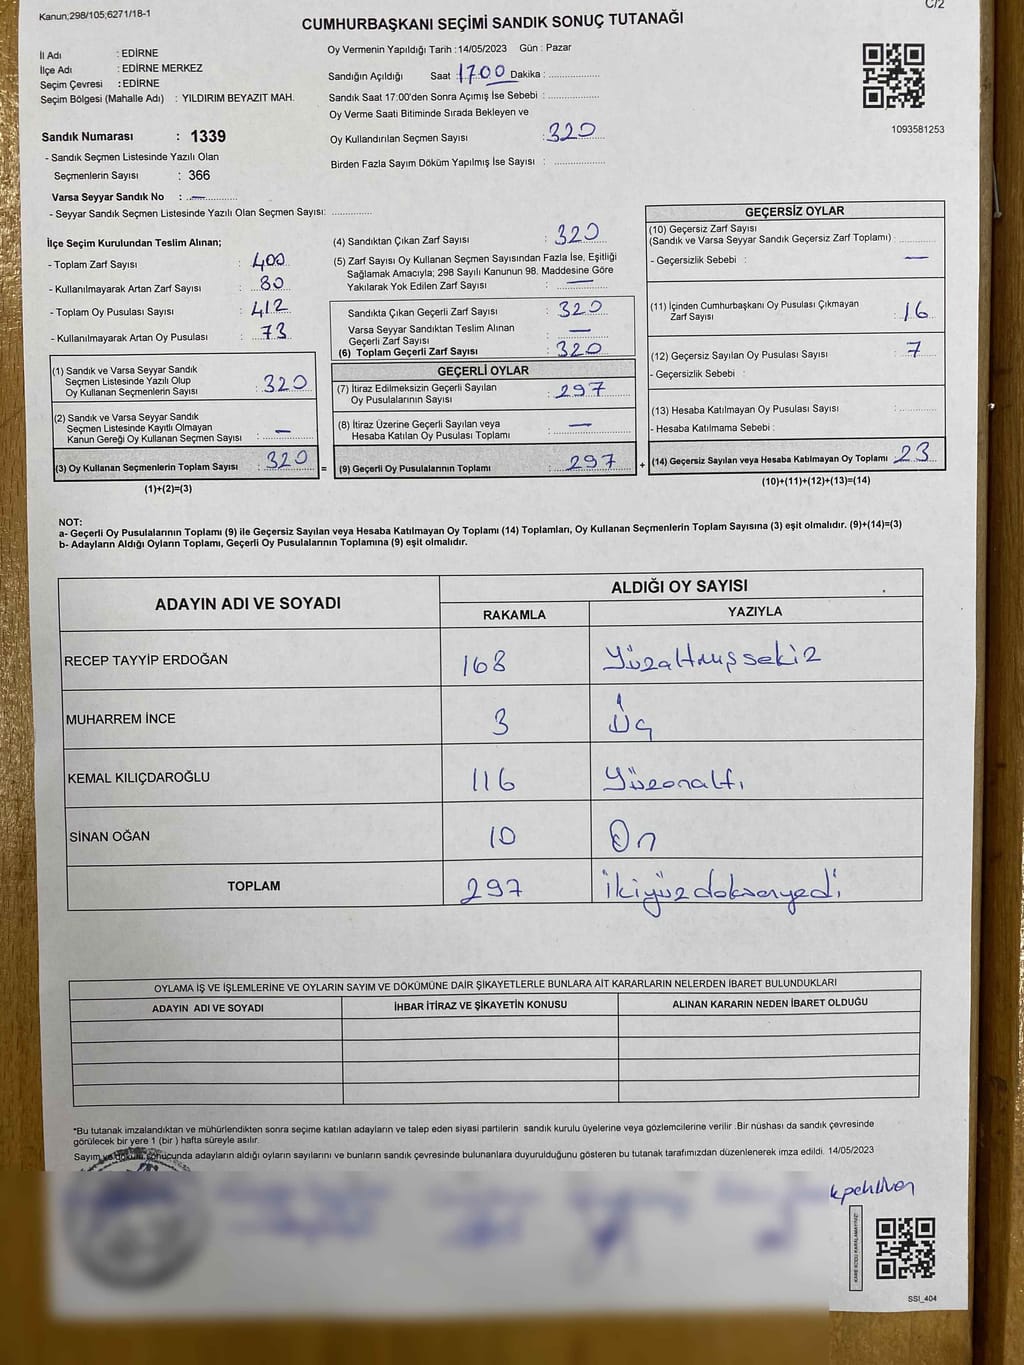 Kanun;298/105;6271/18-1
C/2
CUMHURBAŞKANI SEÇİMİ SANDIK SONUÇ TUTANAĞI
İl Adı : EDİRNE
İlçe Adı : EDİRNE MERKEZ
Seçim Çevresi : EDİRNE
Seçim Bölgesi (Mahalle Adı) : YILDIRIM BEYAZIT MAH.
Sandık Numarası : 1339
- Sandık Seçmen Listesinde Yazılı Olan
Seçmenlerin Sayısı : 366
Varsa Seyyar Sandık No : —
- Seyyar Sandık Seçmen Listesinde Yazılı Olan Seçmen Sayısı: ............
Oy Vermenin Yapıldığı Tarih :14/05/2023 Gün : Pazar
Sandığın Açıldığı Saat 17.00 Dakika : ..................
Sandık Saat 17:00'den Sonra Açımış İse Sebebi : ..................
Oy Verme Saati Bitiminde Sırada Bekleyen ve
Oy Kullandırılan Seçmen Sayısı : 320
Birden Fazla Sayım Döküm Yapılmış İse Sayısı : ..................
1093581253
İlçe Seçim Kurulundan Teslim Alınan;
- Toplam Zarf Sayısı : 400
- Kullanılmayarak Artan Zarf Sayısı : 80
- Toplam Oy Pusulası Sayısı : 412
- Kullanılmayarak Artan Oy Pusulası : 73
(1) Sandık ve Varsa Seyyar Sandık
Seçmen Listesinde Yazılı Olup
Oy Kullanan Seçmenlerin Sayısı : 320
(2) Sandık ve Varsa Seyyar Sandık
Seçmen Listesinde Kayıtlı Olmayan
Kanun Gereği Oy Kullanan Seçmen Sayısı : —
(3) Oy Kullanan Seçmenlerin Toplam Sayısı : 320 =
(1)+(2)=(3)
(4) Sandıktan Çıkan Zarf Sayısı : 320
(5) Zarf Sayısı Oy Kullanan Seçmen Sayısından Fazla İse, Eşitliği
Sağlamak Amacıyla; 298 Sayılı Kanunun 98. Maddesine Göre
Yakılarak Yok Edilen Zarf Sayısı : —
Sandıkta Çıkan Geçerli Zarf Sayısı : 320
Varsa Seyyar Sandıktan Teslim Alınan
Geçerli Zarf Sayısı : —
(6) Toplam Geçerli Zarf Sayısı : 320
GEÇERLİ OYLAR
(7) İtiraz Edilmeksizin Geçerli Sayılan
Oy Pusulalarının Sayısı : 297
(8) İtiraz Üzerine Geçerli Sayılan veya
Hesaba Katılan Oy Pusulası Toplamı : —
(9) Geçerli Oy Pusulalarının Toplamı : 297 +
GEÇERSİZ OYLAR
(10) Geçersiz Zarf Sayısı
(Sandık ve Varsa Seyyar Sandık Geçersiz Zarf Toplamı) : ............
- Geçersizlik Sebebi : —
(11) İçinden Cumhurbaşkanı Oy Pusulası Çıkmayan
Zarf Sayısı : 16
(12) Geçersiz Sayılan Oy Pusulası Sayısı : 7
- Geçersizlik Sebebi :
(13) Hesaba Katılmayan Oy Pusulası Sayısı : ............
- Hesaba Katılmama Sebebi :
(14) Geçersiz Sayılan veya Hesaba Katılmayan Oy Toplamı : 23
(10)+(11)+(12)+(13)=(14)
NOT:
a- Geçerli Oy Pusulalarının Toplamı (9) ile Geçersiz Sayılan veya Hesaba Katılmayan Oy Toplamı (14) Toplamları, Oy Kullanan Seçmenlerin Toplam Sayısına (3) eşit olmalıdır. (9)+(14)=(3)
b- Adayların Aldığı Oyların Toplamı, Geçerli Oy Pusulalarının Toplamına (9) eşit olmalıdır.
ADAYIN ADI VE SOYADI
ALDIĞI OY SAYISI
RAKAMLA YAZIYLA
RECEP TAYYİP ERDOĞAN 168 Yüzaltmışsekiz
MUHARREM İNCE 3 Üç
KEMAL KILIÇDAROĞLU 116 Yüzonaltı
SİNAN OĞAN 10 On
TOPLAM 297 İkiyüzdoksanyedi
OYLAMA İŞ VE İŞLEMLERİNE VE OYLARIN SAYIM VE DÖKÜMÜNE DAİR ŞİKAYETLERLE BUNLARA AİT KARARLARIN NELERDEN İBARET BULUNDUKLARI
ADAYIN ADI VE SOYADI İHBAR İTİRAZ VE ŞİKAYETİN KONUSU ALINAN KARARIN NEDEN İBARET OLDUĞU
*Bu tutanak imzalandıktan ve mühürlendikten sonra seçime katılan adayların ve talep eden siyasi partilerin sandık kurulu üyelerine veya gözlemcilerine verilir .Bir nüshası da sandık çevresinde
görülecek bir yere 1 (bir ) hafta süreyle asılır.
Sayım ve döküm sonucunda adayların aldığı oyların sayılarını ve bunların sandık çevresinde bulunanlara duyurulduğunu gösteren bu tutanak tarafımızdan düzenlenerek imza edildi. 14/05/2023
KARE KODU KARALAMAYINIZ!
SSI_404